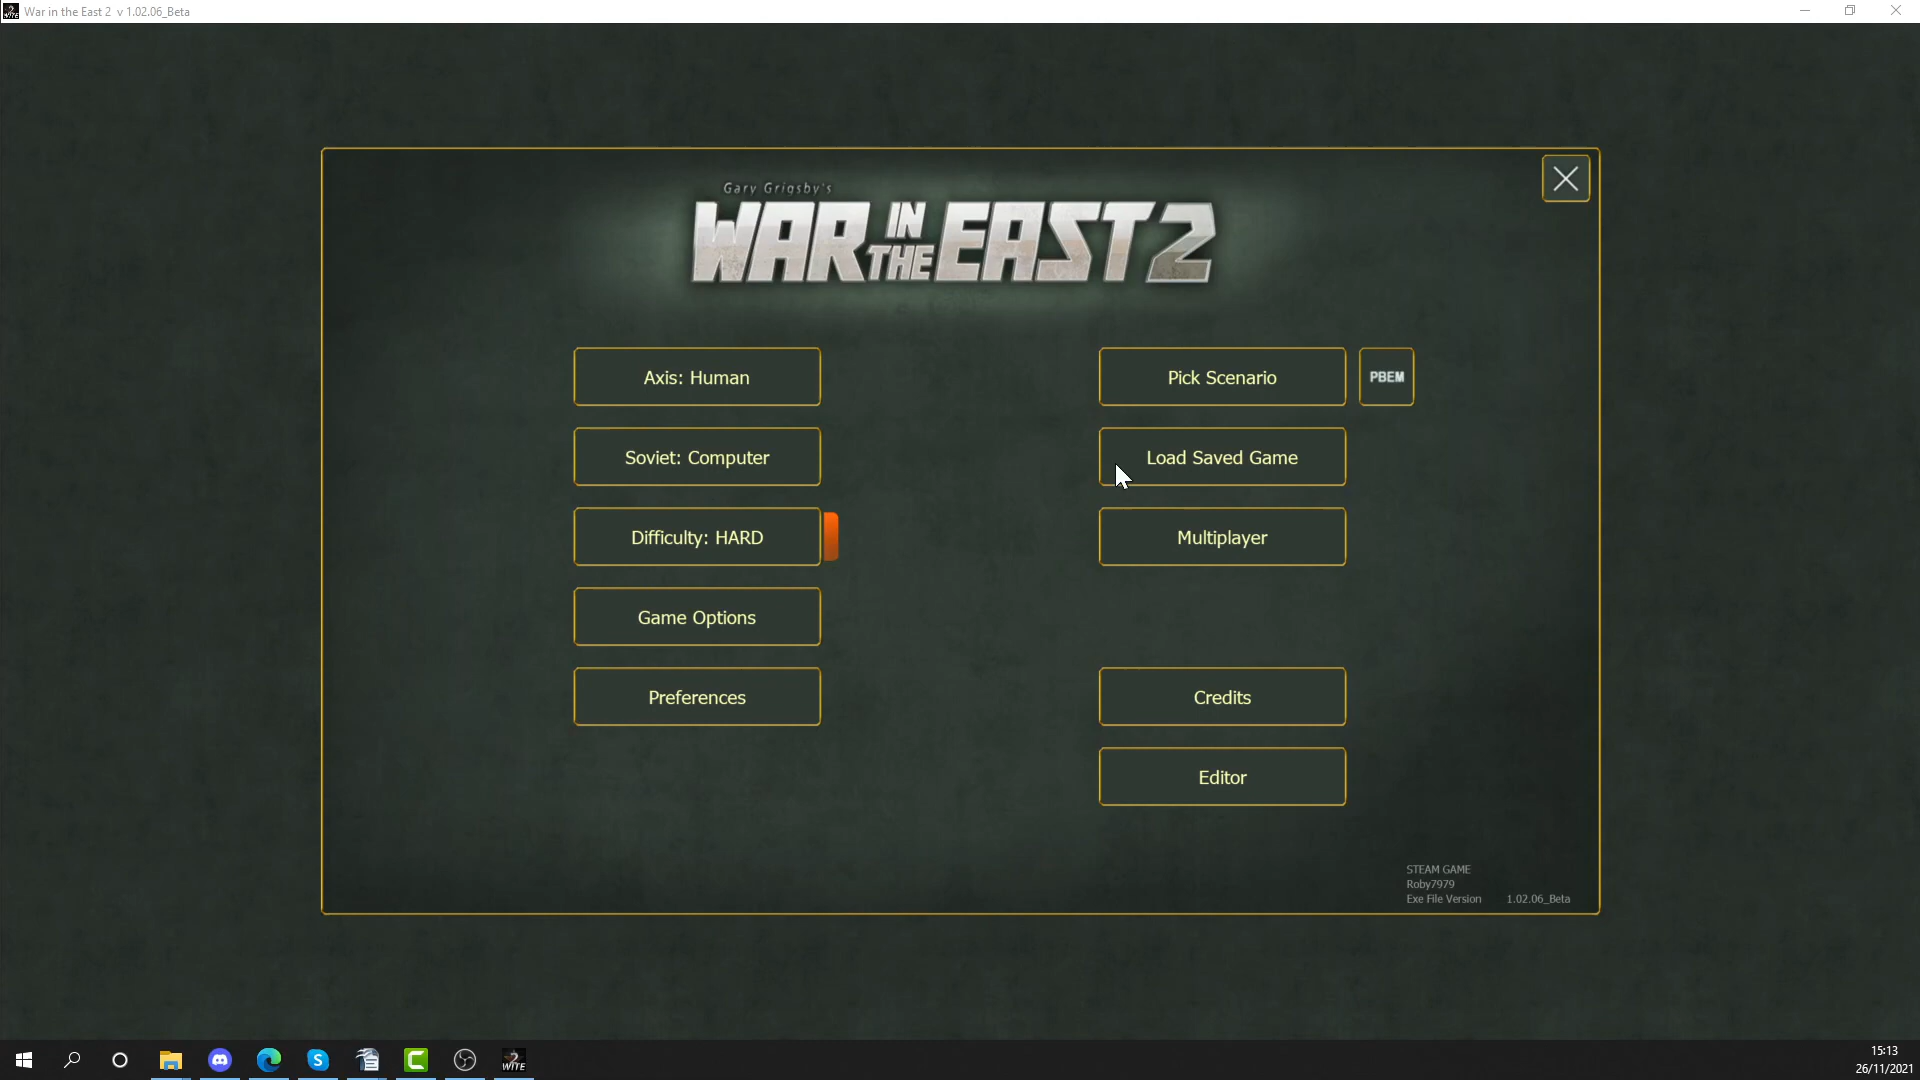 War in the East 2 v 1.02.06_Beta
Gary Grigsby's
WAR IN THE EAST 2
Axis: Human
Pick Scenario
PBEM
Soviet: Computer
Load Saved Game
Difficulty: HARD
Multiplayer
Game Options
Preferences
Credits
Editor
STEAM GAME
Roby7979
Exe File Version 1.02.06_Beta
WITE
15:13
26/11/2021